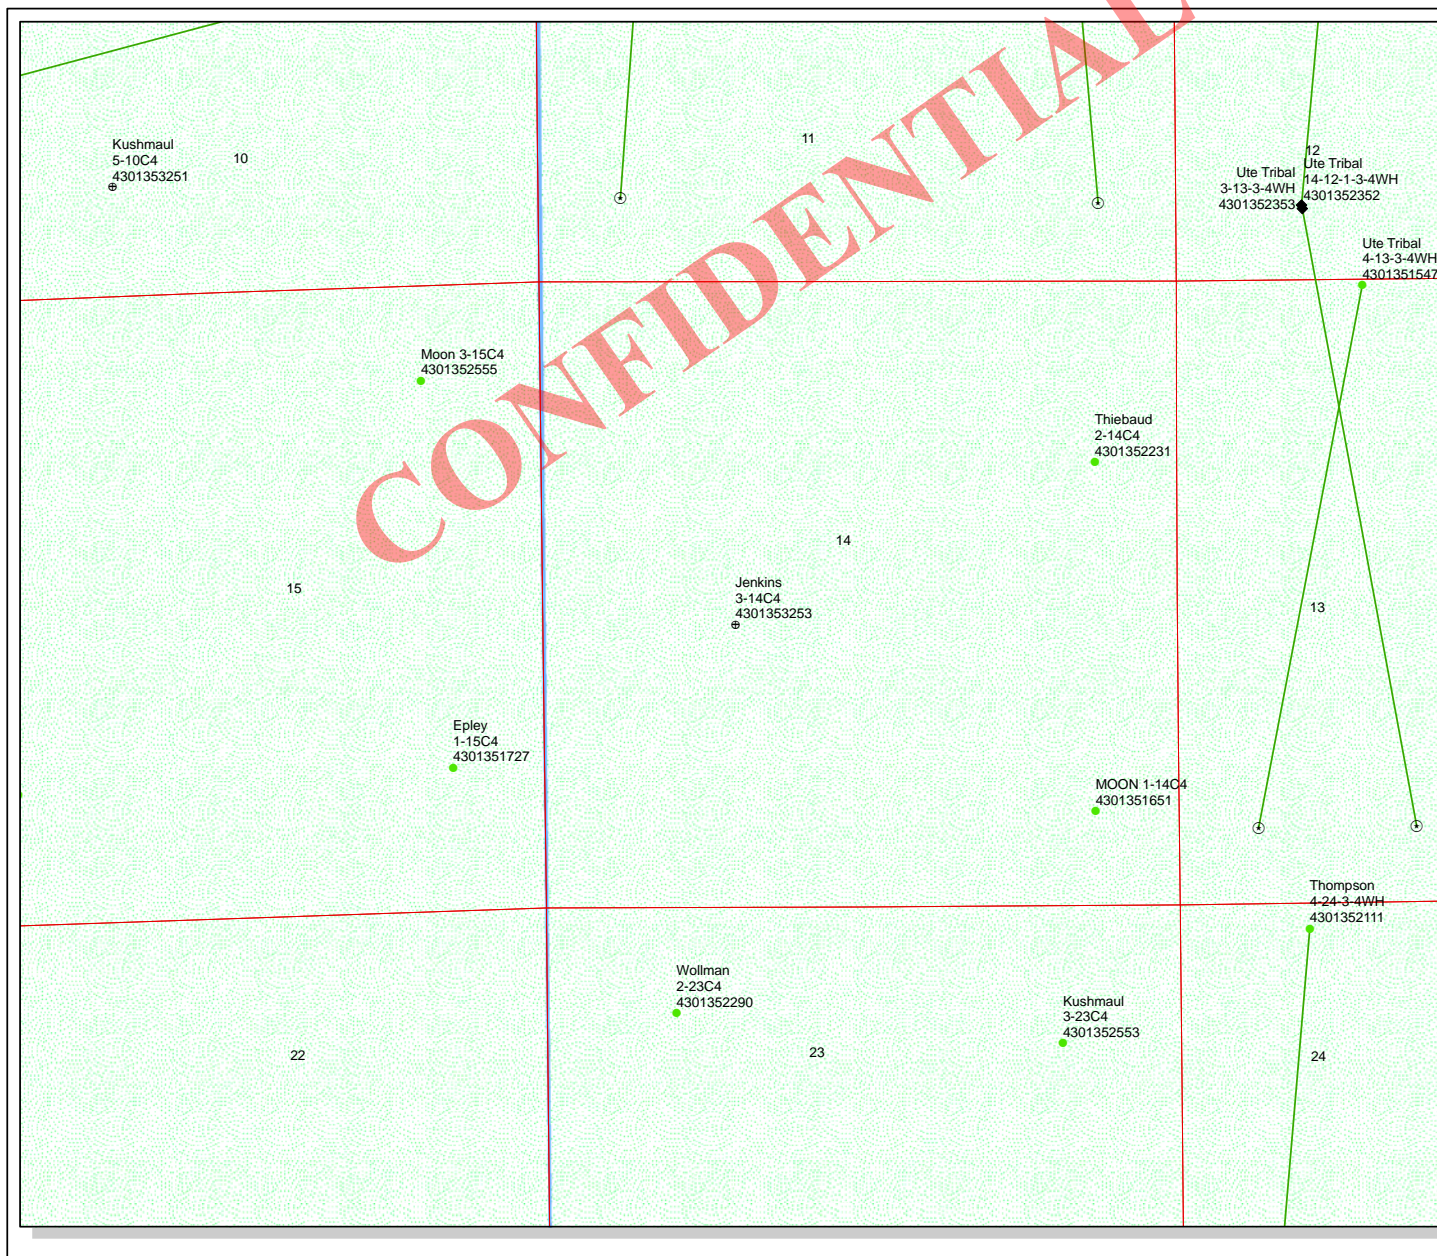 CONFIDENTIAL
Kushmaul
5-10C4
4301353251
10
11
12
Ute Tribal
3-13-3-4WH
4301352353
Ute Tribal
14-12-1-3-4WH
4301352352
Ute Tribal
4-13-3-4WH
4301351547
Moon 3-15C4
4301352555
Thiebaud
2-14C4
4301352231
14
15
Jenkins
3-14C4
4301353253
13
Epley
1-15C4
4301351727
MOON 1-14C4
4301351651
Thompson
4-24-3-4WH
4301352111
Wollman
2-23C4
4301352290
Kushmaul
3-23C4
4301352553
22
23
24